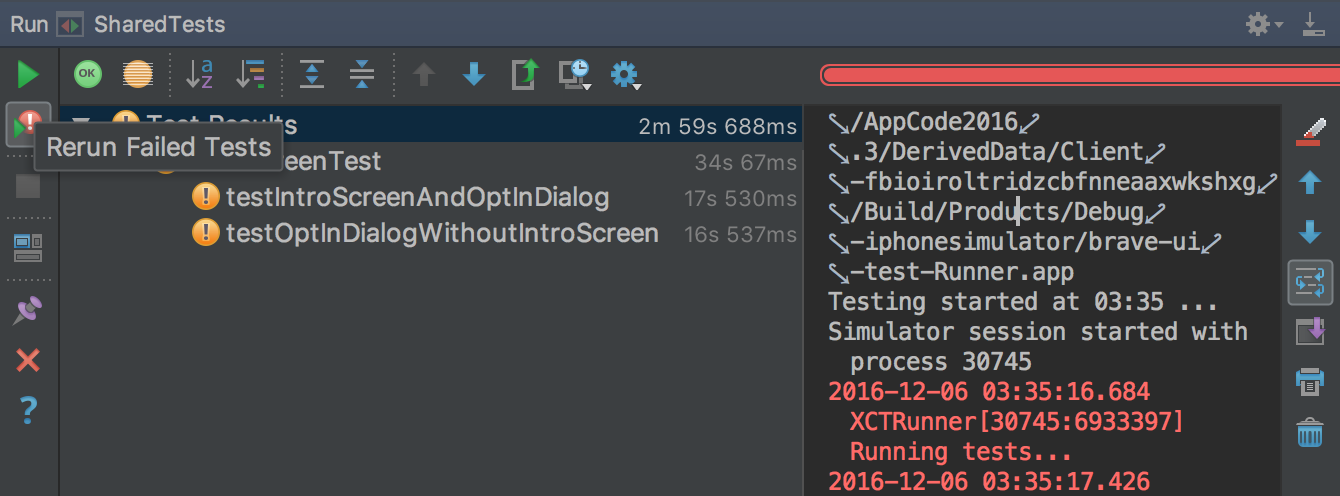 Run SharedTests
OK
a
z
Test Results 2m 59s 688ms
Rerun Failed Tests
reenTest 34s 67ms
testIntroScreenAndOptInDialog 17s 530ms
testOptInDialogWithoutIntroScreen 16s 537ms
/AppCode2016
.3/DerivedData/Client
-fbioiroltridzcbfnneaaxwkshxg
/Build/Products/Debug
-iphonesimulator/brave-ui
-test-Runner.app
Testing started at 03:35 ...
Simulator session started with
process 30745
2016-12-06 03:35:16.684
XCTRunner[30745:6933397]
Running tests...
2016-12-06 03:35:17.426